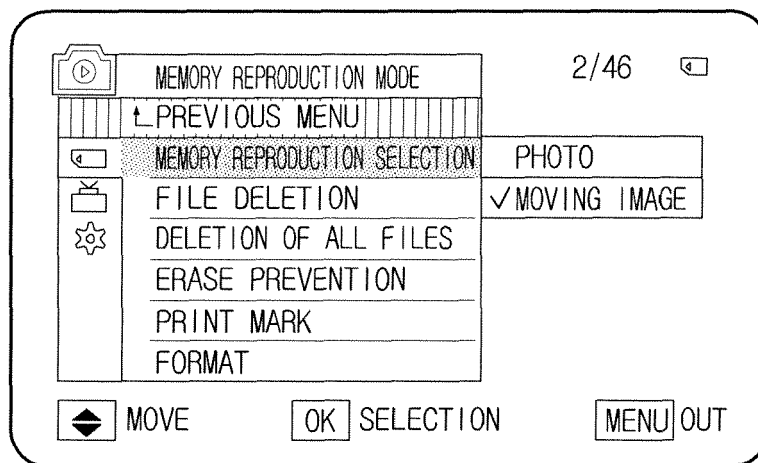 MEMORY REPRODUCTION MODE
2/46
PREVIOUS MENU
MEMORY REPRODUCTION SELECTION
PHOTO
FILE DELETION
✓MOVING IMAGE
DELETION OF ALL FILES
ERASE PREVENTION
PRINT MARK
FORMAT
MOVE OK SELECTION MENU OUT